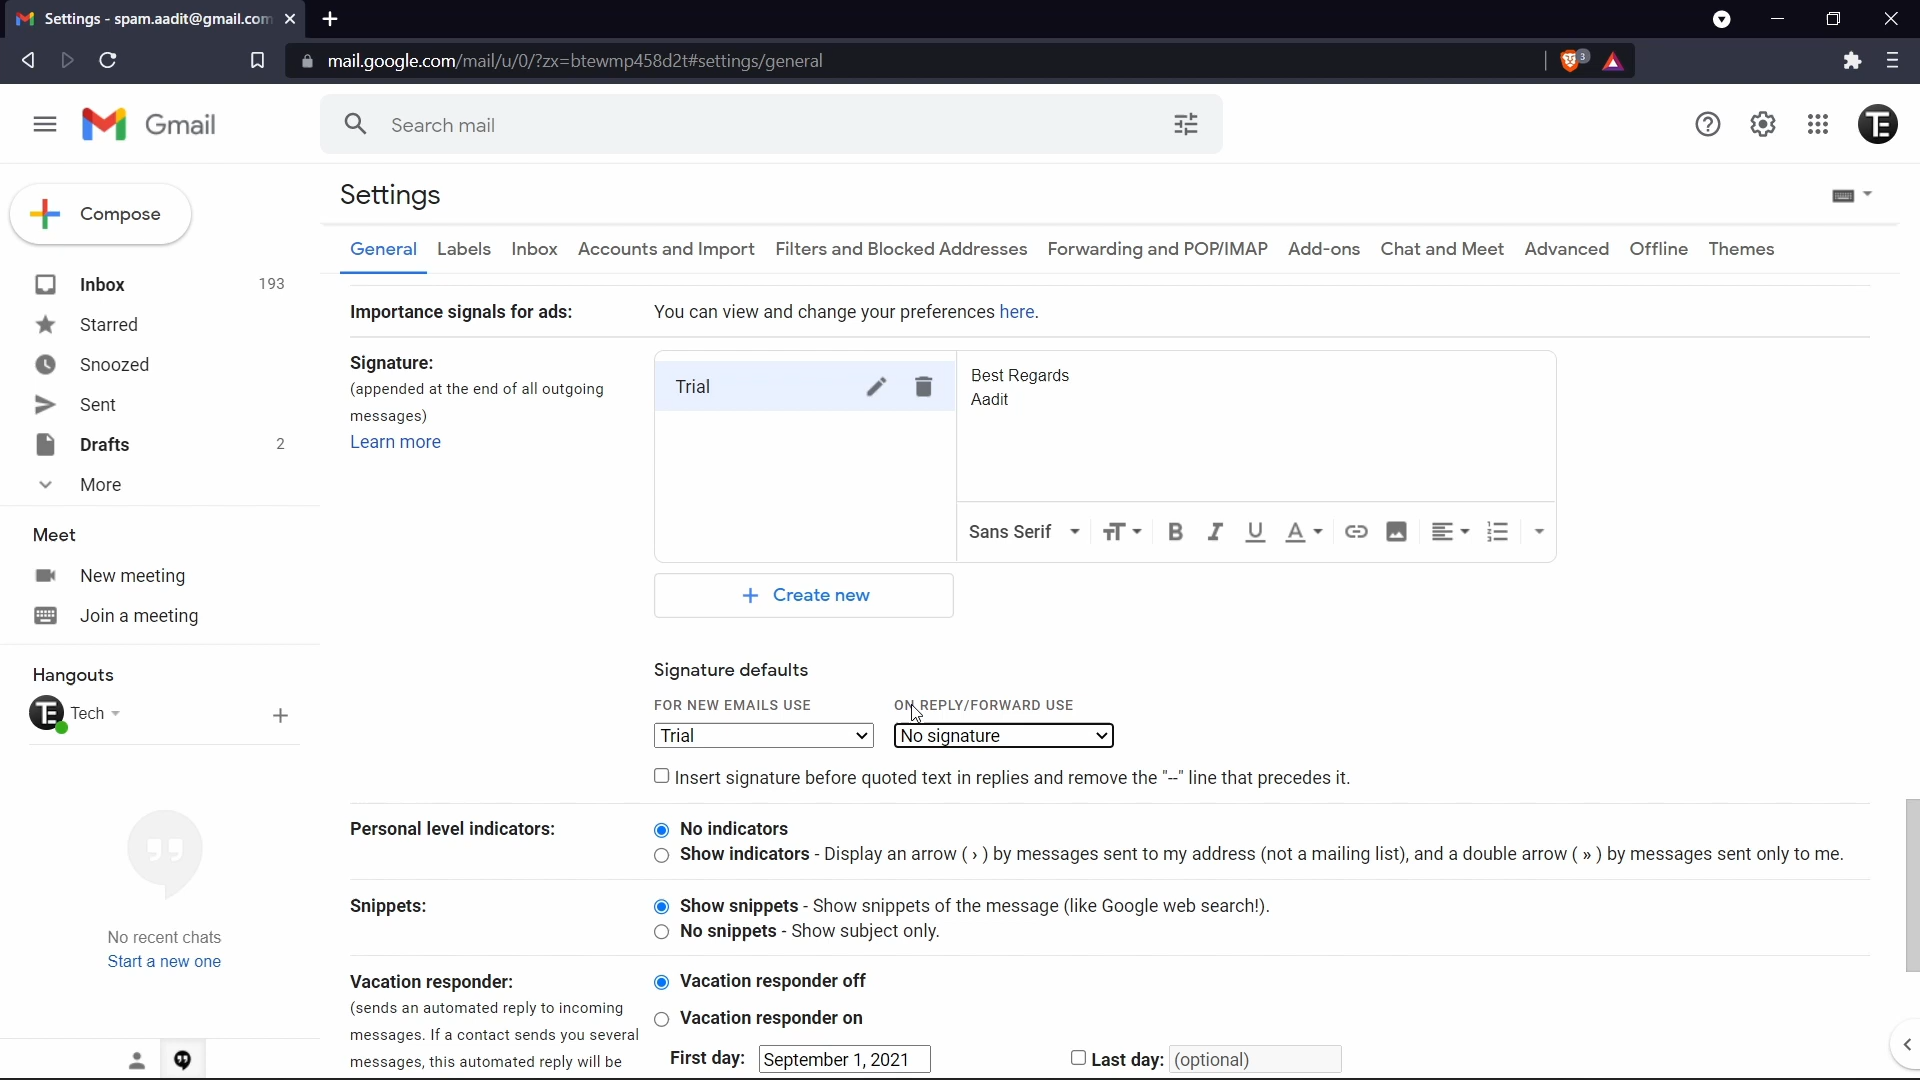 Settings - spam.aadit@gmail.com
mail.google.com/mail/u/0/?zx=btewmp458d2t#settings/general
3
Gmail
Search mail
Compose
Settings
General Labels Inbox Accounts and Import Filters and Blocked Addresses Forwarding and POP/IMAP Add-ons Chat and Meet Advanced Offline Themes
Inbox 193
Starred
Snoozed
Sent
Drafts 2
More
Meet
New meeting
Join a meeting
Hangouts
Tech
No recent chats
Start a new one
Importance signals for ads: You can view and change your preferences here.
Signature:
(appended at the end of all outgoing
messages)
Learn more
Trial
Best Regards
Aadit
Sans Serif
Create new
Signature defaults
FOR NEW EMAILS USE ON REPLY/FORWARD USE
Trial No signature
Insert signature before quoted text in replies and remove the "--" line that precedes it.
Personal level indicators: No indicators
Show indicators - Display an arrow ( › ) by messages sent to my address (not a mailing list), and a double arrow ( » ) by messages sent only to me.
Snippets: Show snippets - Show snippets of the message (like Google web search!).
No snippets - Show subject only.
Vacation responder:
(sends an automated reply to incoming
messages. If a contact sends you several
messages, this automated reply will be
Vacation responder off
Vacation responder on
First day: September 1, 2021 Last day: (optional)